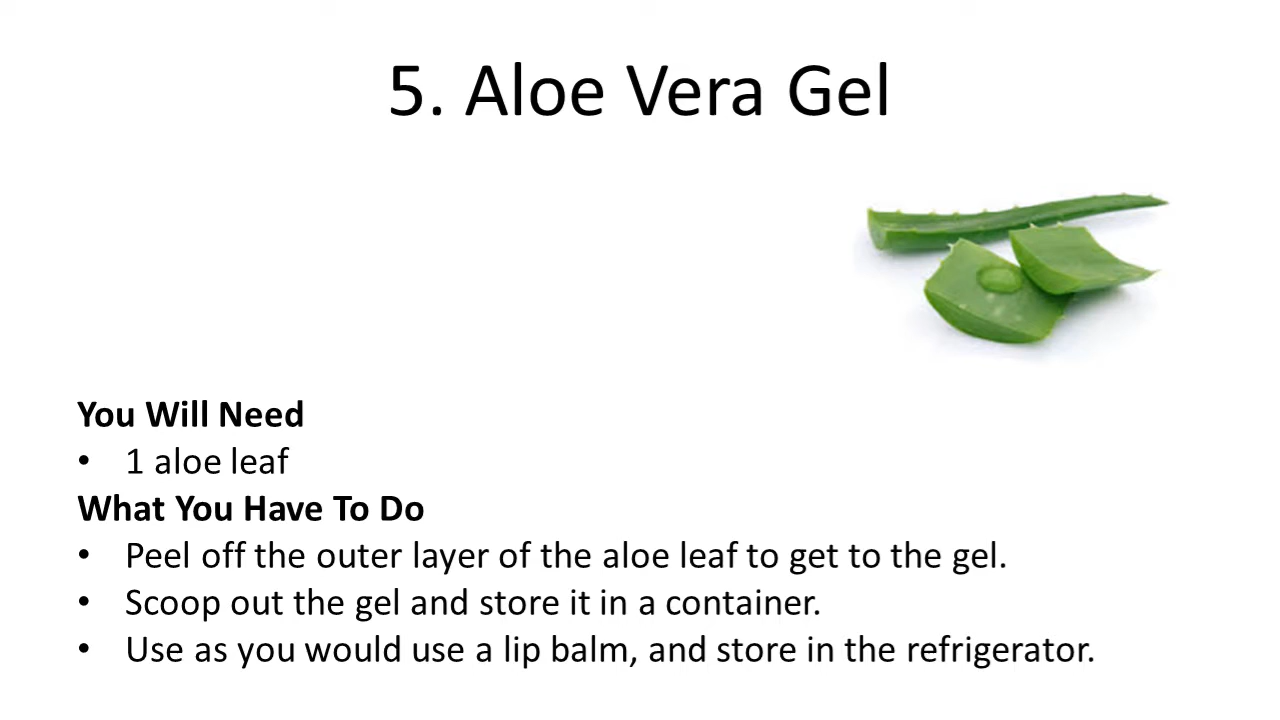 5. Aloe Vera Gel
You Will Need
• 1 aloe leaf
What You Have To Do
• Peel off the outer layer of the aloe leaf to get to the gel.
• Scoop out the gel and store it in a container.
• Use as you would use a lip balm, and store in the refrigerator.